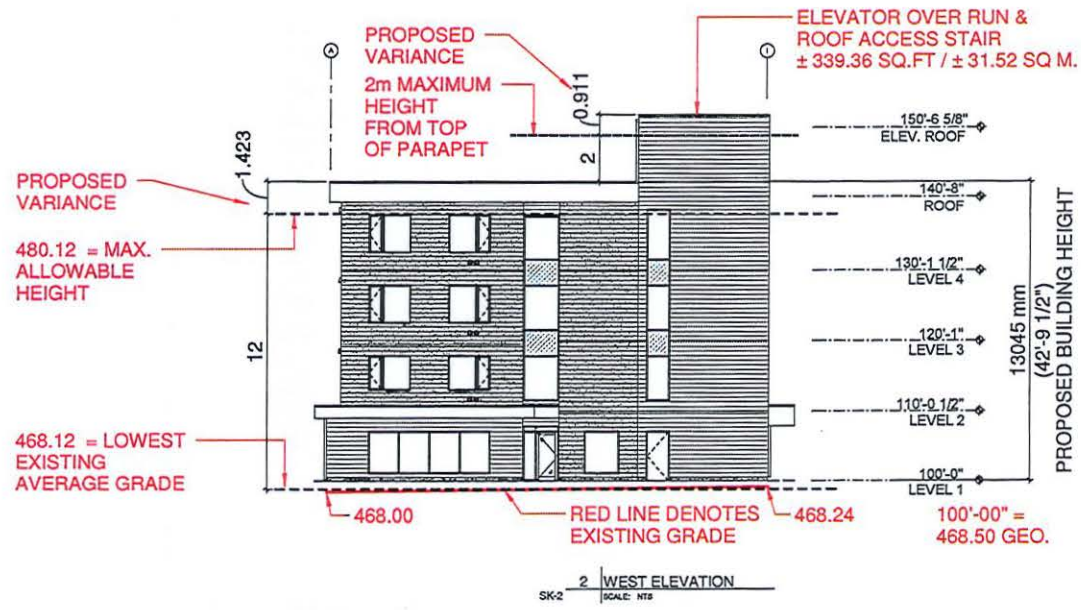 PROPOSED
VARIANCE
2m MAXIMUM
HEIGHT
FROM TOP
OF PARAPET
0.911
2
ELEVATOR OVER RUN &
ROOF ACCESS STAIR
± 339.36 SQ.FT / ± 31.52 SQ M.
A
I
150'-6 5/8"
ELEV. ROOF
140'-8"
ROOF
130'-1 1/2"
LEVEL 4
120'-1"
LEVEL 3
110'-0 1/2"
LEVEL 2
100'-0"
LEVEL 1
13045 mm
(42'-9 1/2")
PROPOSED BUILDING HEIGHT
1.423
PROPOSED
VARIANCE
480.12 = MAX.
ALLOWABLE
HEIGHT
12
468.12 = LOWEST
EXISTING
AVERAGE GRADE
468.00
RED LINE DENOTES
EXISTING GRADE
468.24
100'-00" =
468.50 GEO.
2 WEST ELEVATION
SK-2 SCALE: NTS